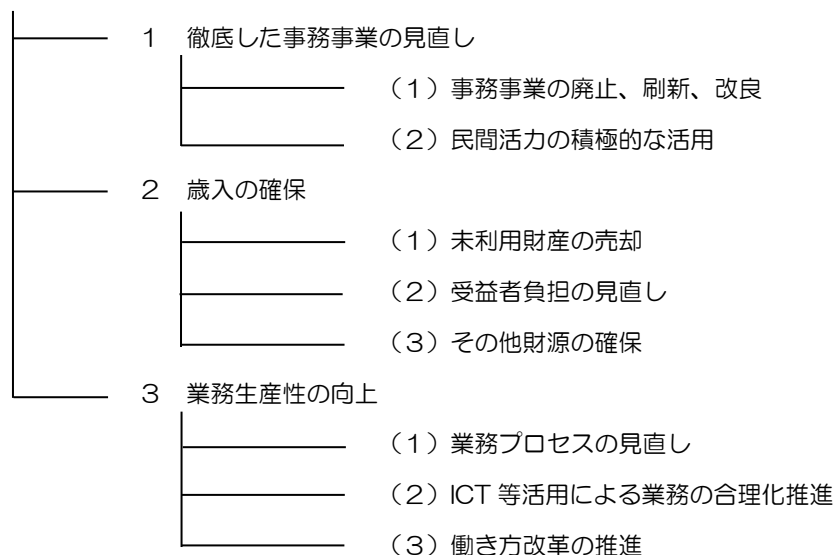 １　徹底した事務事業の見直し
（１）事務事業の廃止、刷新、改良
（２）民間活力の積極的な活用
２　歳入の確保
（１）未利用財産の売却
（２）受益者負担の見直し
（３）その他財源の確保
３　業務生産性の向上
（１）業務プロセスの見直し
（２）ICT 等活用による業務の合理化推進
（３）働き方改革の推進